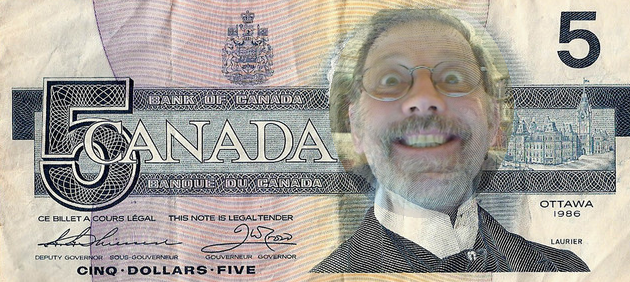 5
BANK OF CANADA
5
CANADA
BANQUE DU CANADA
CE BILLET A COURS LÉGAL THIS NOTE IS LEGAL TENDER
OTTAWA
1986
LAURIER
DEPUTY GOVERNOR SOUS-GOUVERNEUR GOUVERNEUR GOVERNOR
CINQ·DOLLARS·FIVE